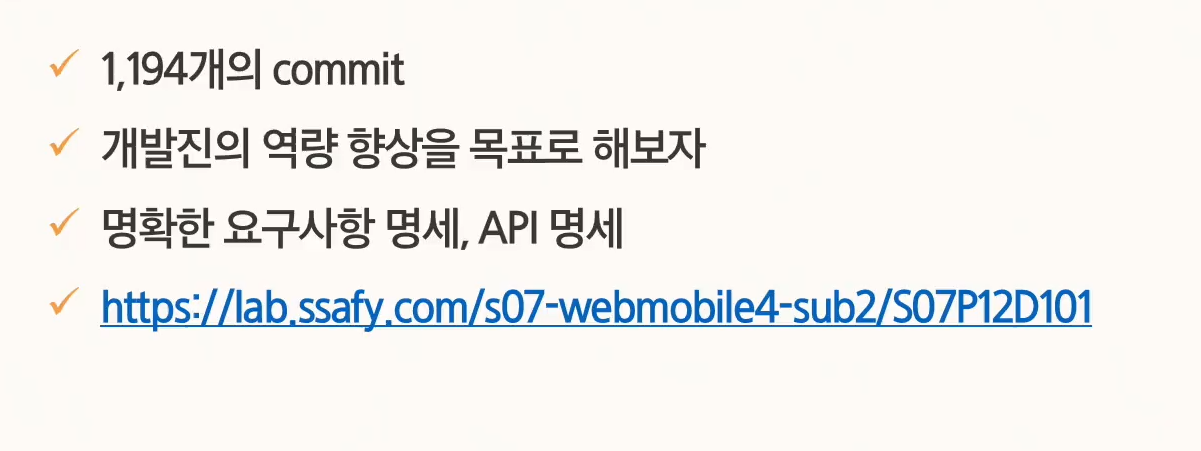 1,194개의 commit
개발진의 역량 향상을 목표로 해보자
명확한 요구사항 명세, API 명세
https://lab.ssafy.com/s07-webmobile4-sub2/S07P12D101